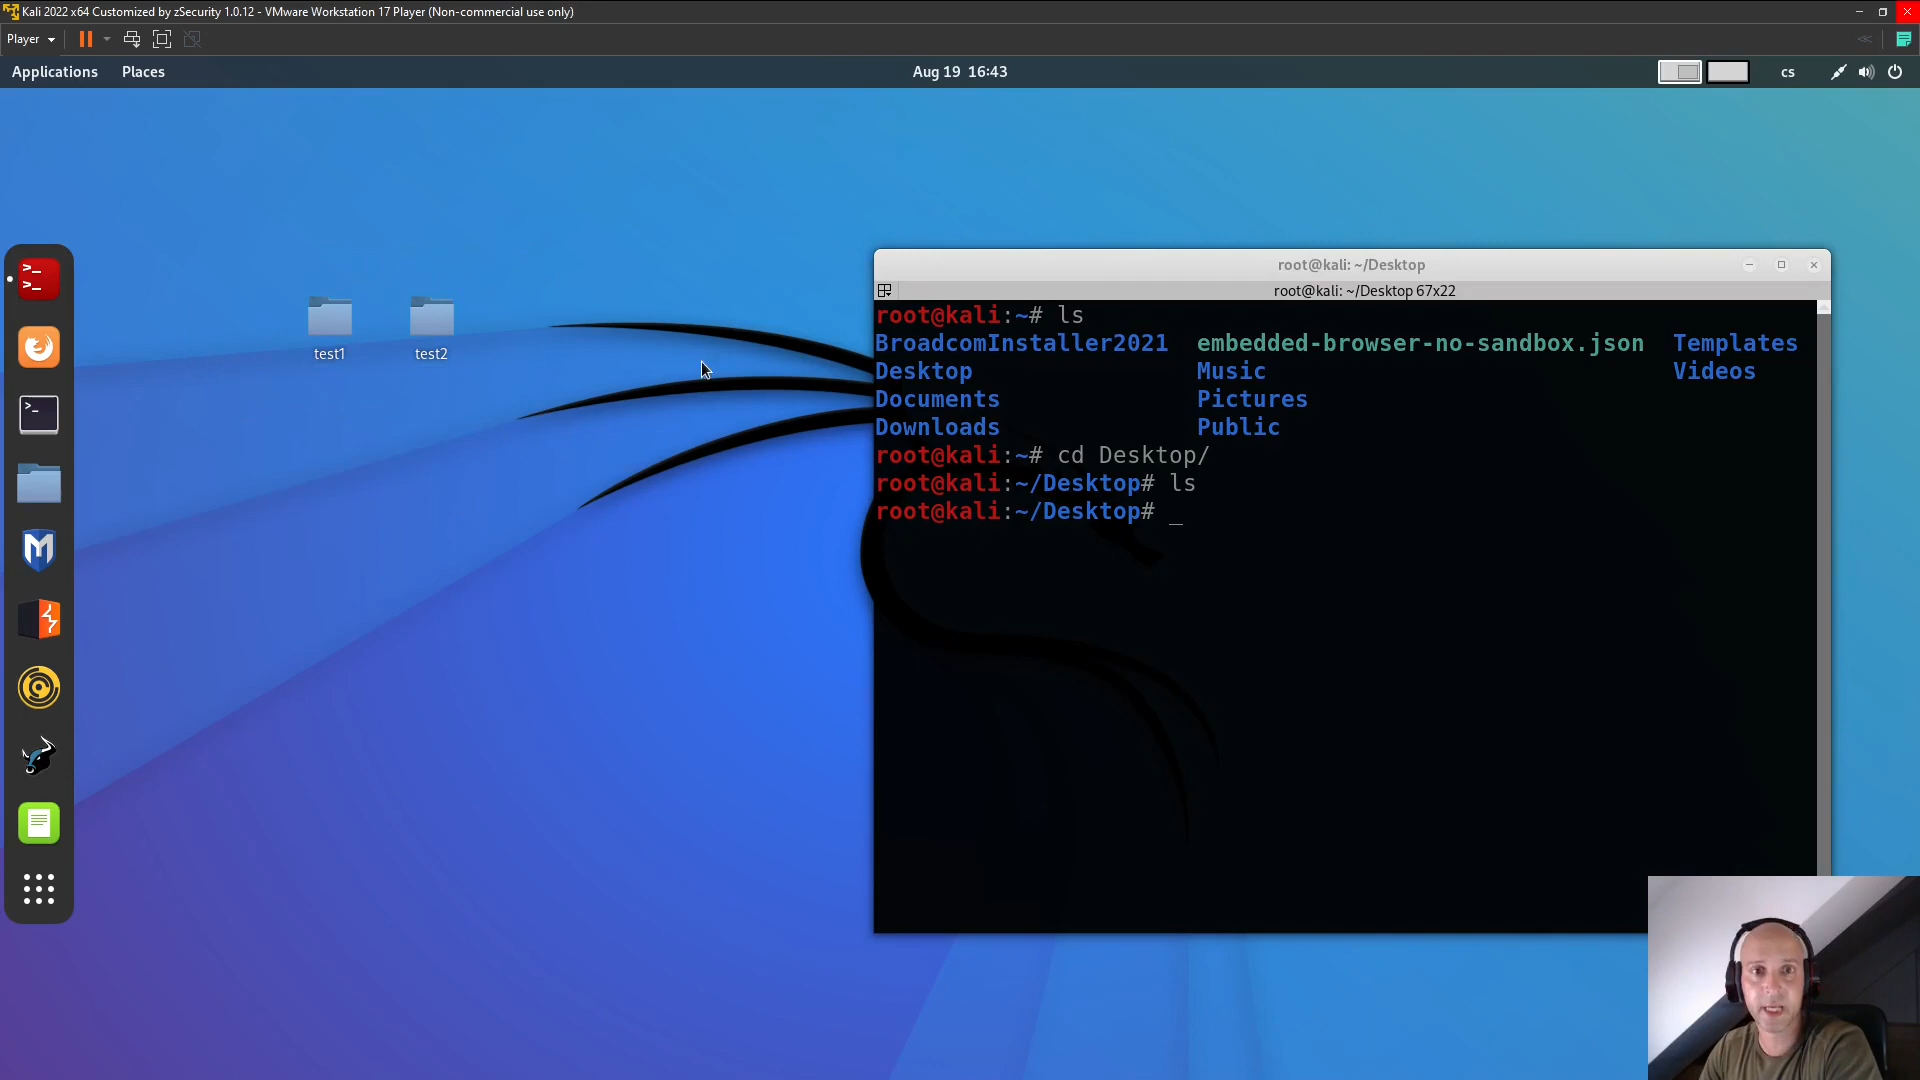 Kali 2022 x64 Customized by zSecurity 1.0.12 - VMware Workstation 17 Player (Non-commercial use only)
Player
Applications Places Aug 19 16:43 cs
test1 test2
root@kali: ~/Desktop
root@kali: ~/Desktop 67x22
root@kali:~# ls
BroadcomInstaller2021 embedded-browser-no-sandbox.json Templates
Desktop Music Videos
Documents Pictures
Downloads Public
root@kali:~# cd Desktop/
root@kali:~/Desktop# ls
root@kali:~/Desktop# _